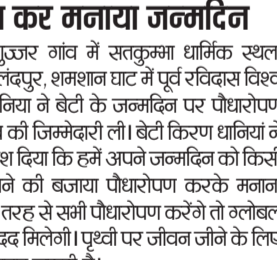 कर मनाया जन्मदिन
गुज्जर गांव में सतकुम्भा धार्मिक स्थल
शमशान घाट में पूर्व रविदास विश्व
निया ने बेटी के जन्मदिन पर पौधारोपण
की जिम्मेदारी ली। बेटी किरण धानियां ने
श दिया कि हमें अपने जन्मदिन को किसी
ने की बजाया पौधारोपण करके मनान
तरह से सभी पौधारोपण करेंगे तो ग्लोबल
दद मिलेगी। पृथ्वी पर जीवन जीने के लिए